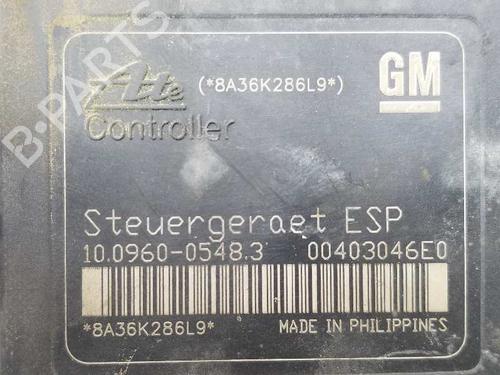 Ate (*8A36K286L9*) GM
Controller
B-PARTS
Steuergeraet ESP
10.0960-0548.3 00403046E0
*8A36K286L9* MADE IN PHILIPPINES